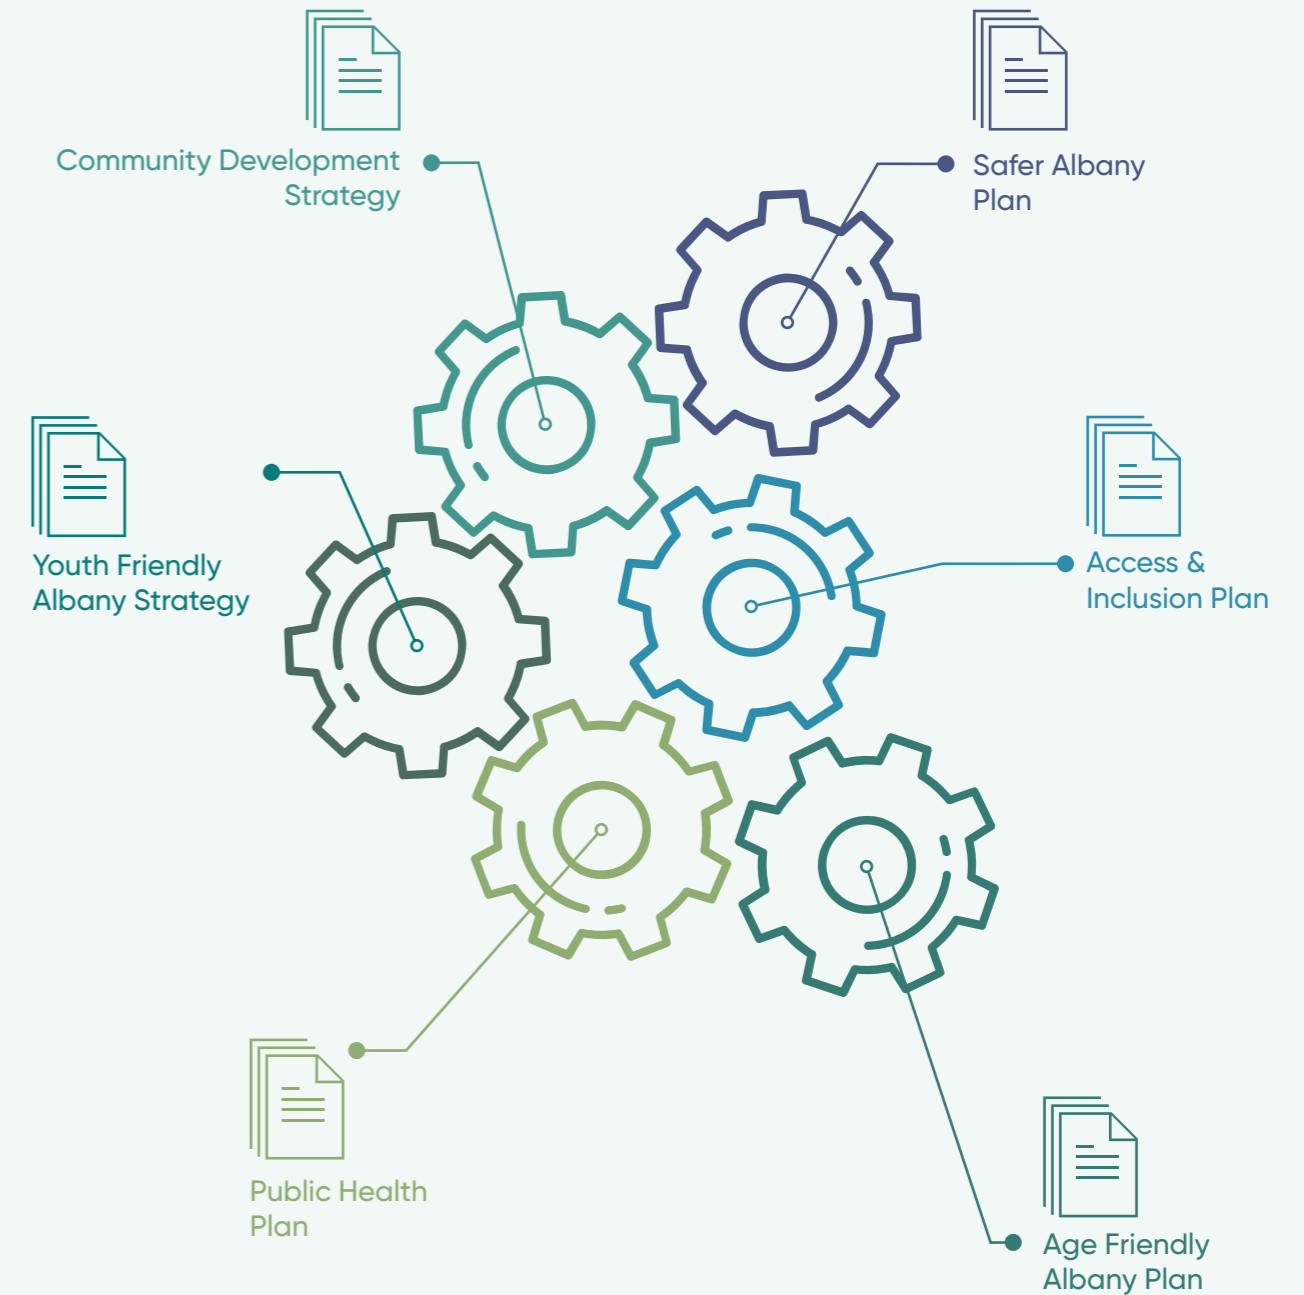 Community Development
Strategy
Safer Albany
Plan
Youth Friendly
Albany Strategy
Access &
Inclusion Plan
Public Health
Plan
Age Friendly
Albany Plan